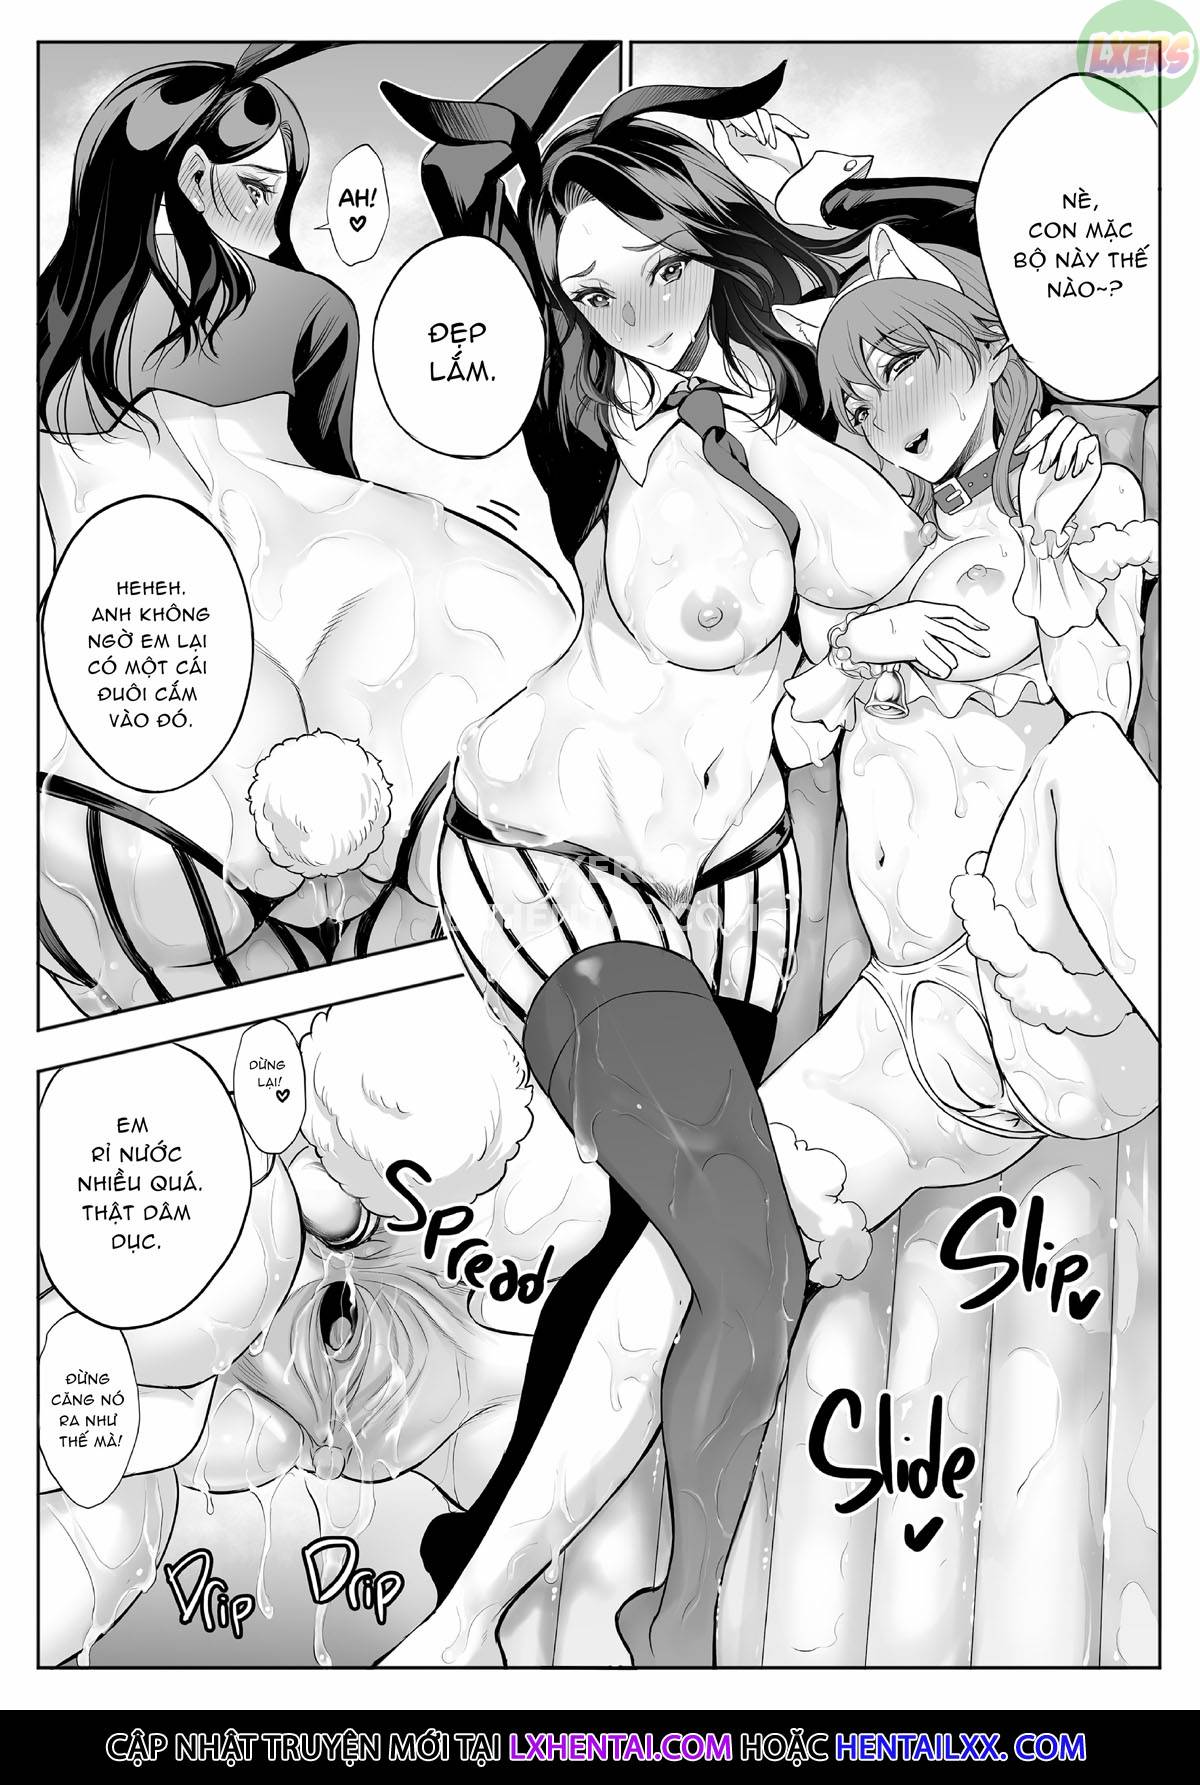 LXERS
NÈ,
CON MẶC
BỘ NÀY THẾ
NÀO~?
AH!
ĐẸP
LẮM.
HEHEH.
ANH KHÔNG
NGỜ EM LẠI
CÓ MỘT CÁI
ĐUÔI CẮM
VÀO ĐÓ.
DỪNG
LẠI!
EM
RỈ NƯỚC
NHIỀU QUÁ.
THẬT DÂM
DỤC.
Spread
ĐỪNG
CĂNG NÓ
RA NHƯ
THẾ MÀ!
Drip
Drip
Slip
Slide
CẬP NHẬT TRUYỆN MỚI TẠI LXHENTAI.COM HOẶC HENTAILXX. COM